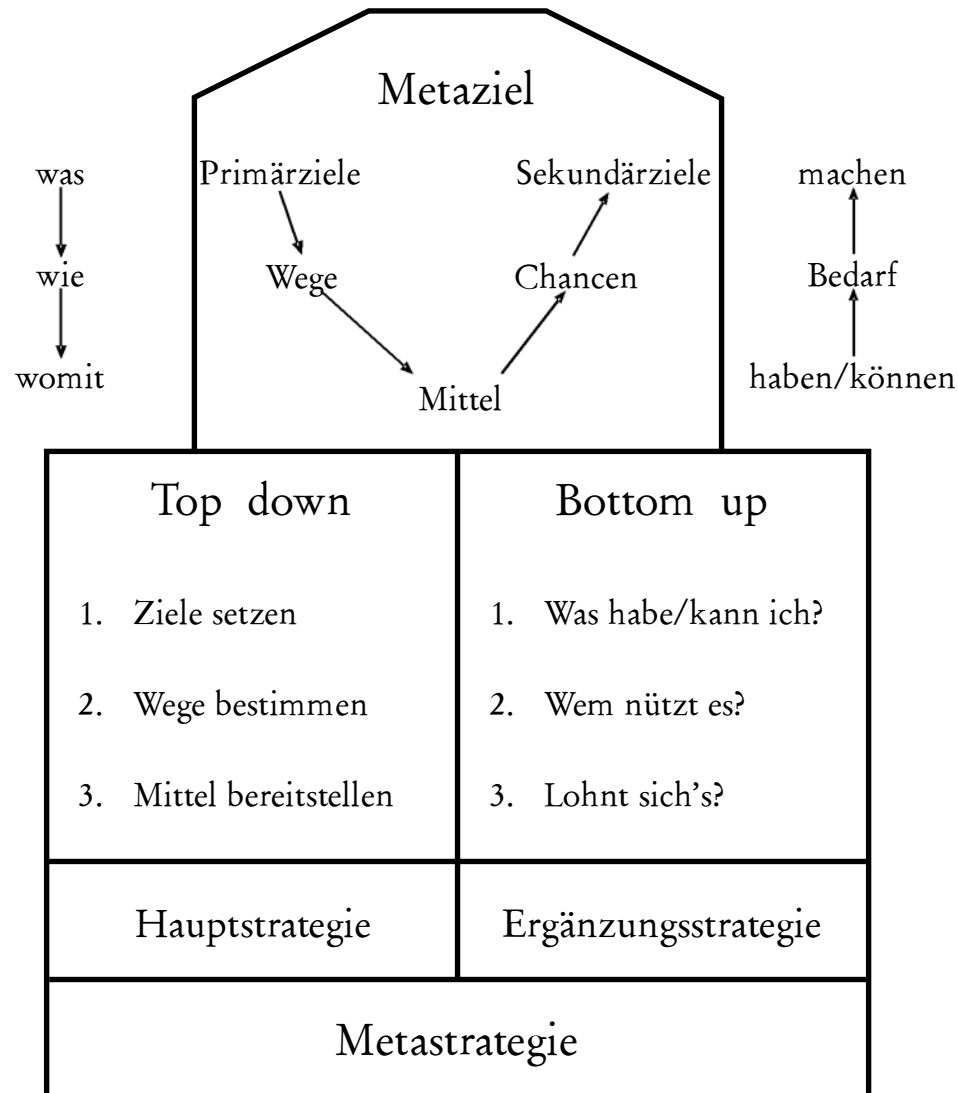 Metaziel
was Primärziele Sekundärziele machen
wie Wege Chancen Bedarf
womit Mittel haben/können
Top down Bottom up
1. Ziele setzen 1. Was habe/kann ich?
2. Wege bestimmen 2. Wem nützt es?
3. Mittel bereitstellen 3. Lohnt sich's?
Hauptstrategie Ergänzungsstrategie
Metastrategie